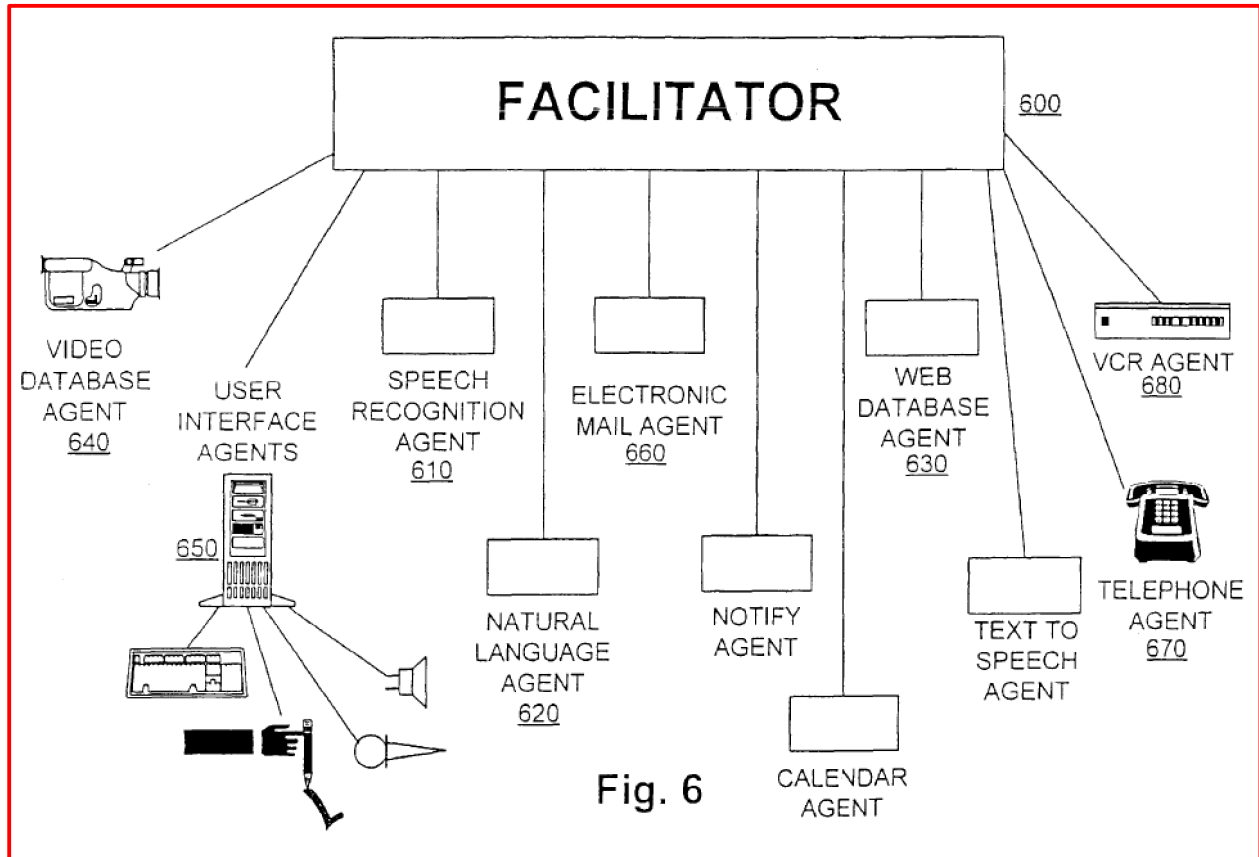 FACILITATOR
600
VIDEO
DATABASE
AGENT
640
USER
INTERFACE
AGENTS
650
SPEECH
RECOGNITION
AGENT
610
NATURAL
LANGUAGE
AGENT
620
ELECTRONIC
MAIL AGENT
660
NOTIFY
AGENT
CALENDAR
AGENT
WEB
DATABASE
AGENT
630
TEXT TO
SPEECH
AGENT
VCR AGENT
680
TELEPHONE
AGENT
670
Fig. 6